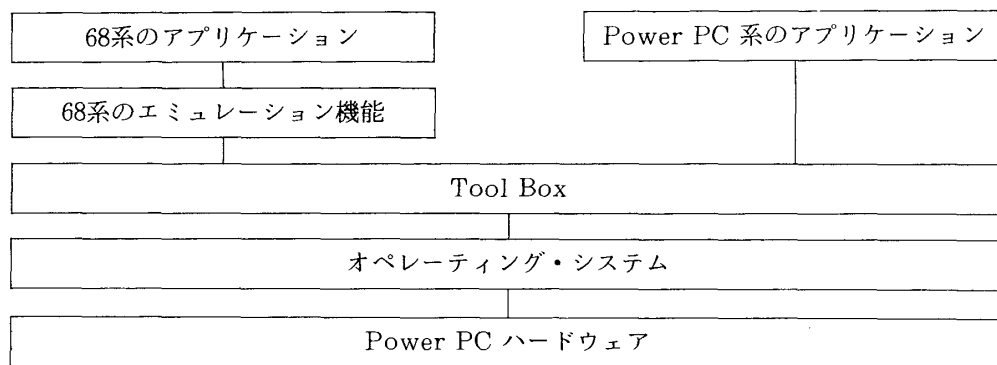 68系のアプリケーション
Power PC 系のアプリケーション
68系のエミュレーション機能
Tool Box
オペレーティング・システム
Power PC ハードウェア